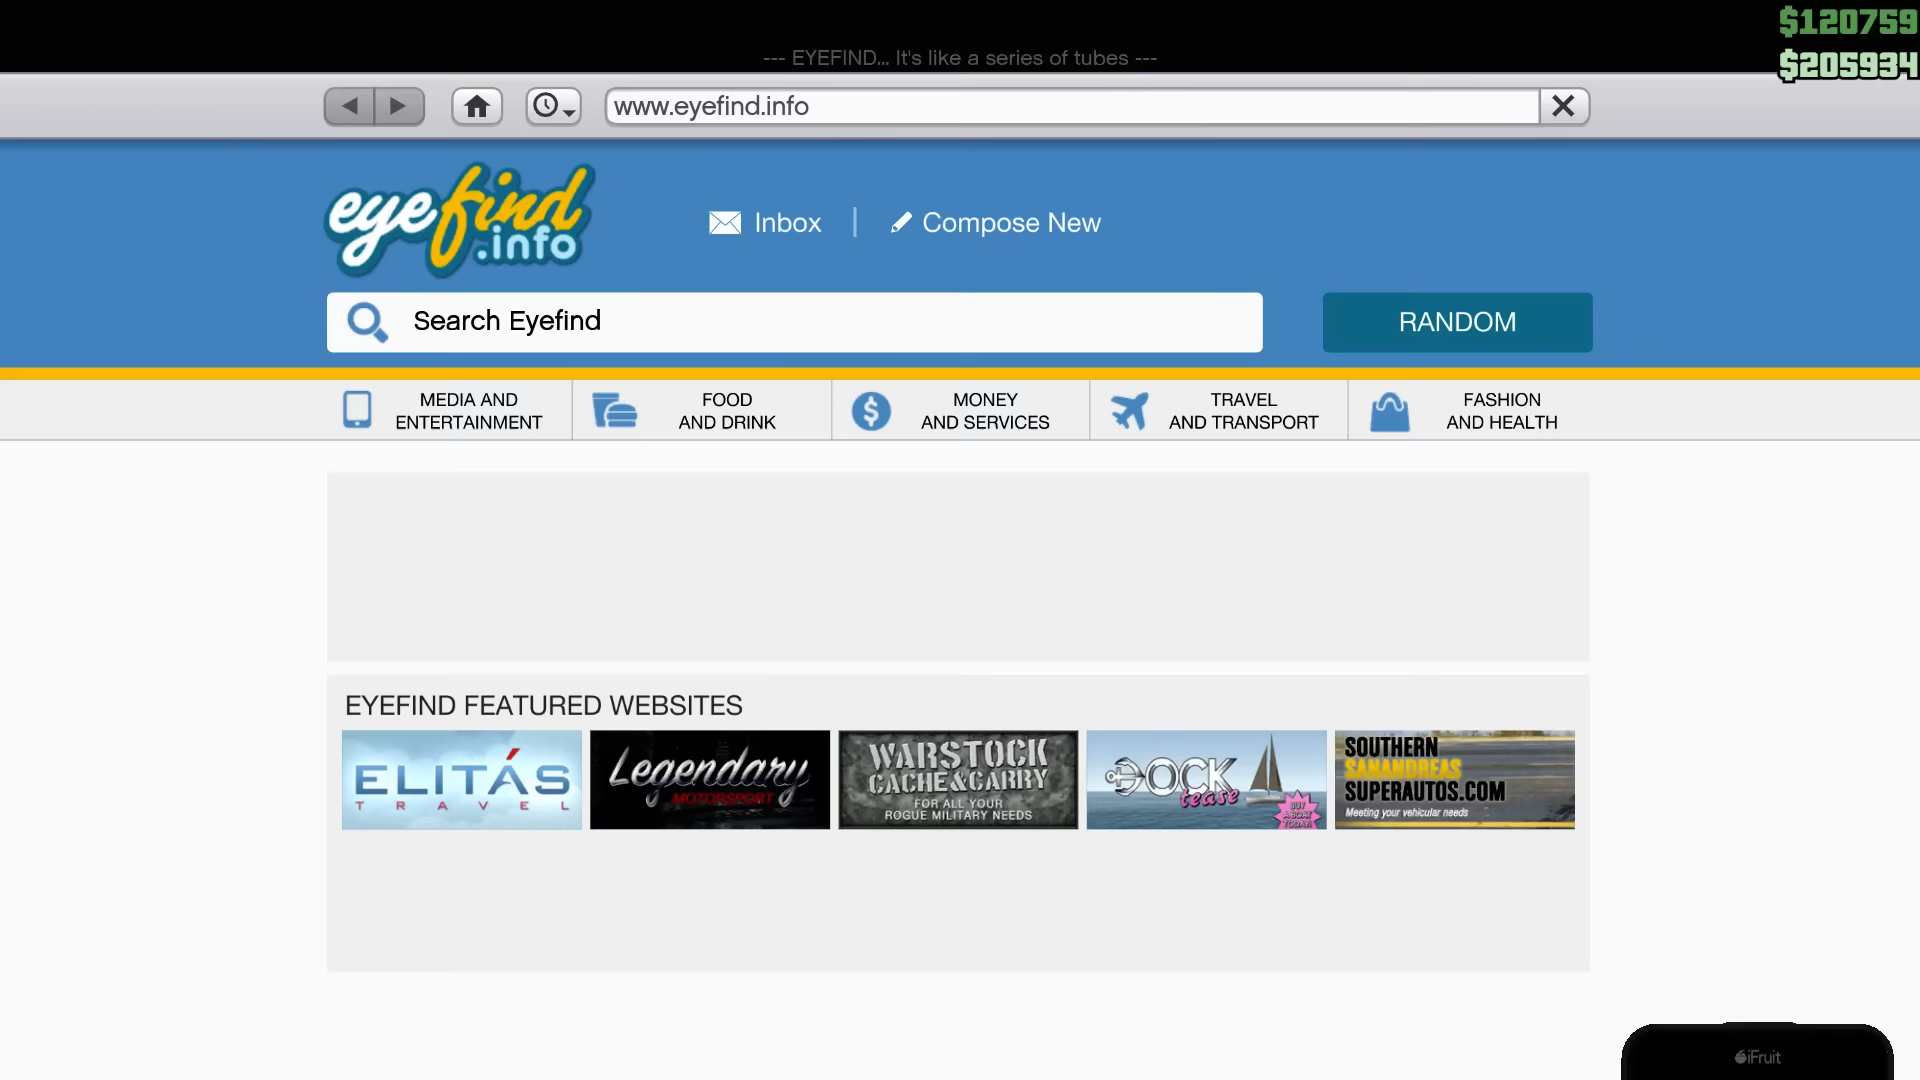 $120759
--- EYEFIND... It's like a series of tubes ---
$205934
www.eyefind.info
eyefind
.info
Inbox
Compose New
Search Eyefind
RANDOM
MEDIA AND
ENTERTAINMENT
FOOD
AND DRINK
MONEY
AND SERVICES
TRAVEL
AND TRANSPORT
FASHION
AND HEALTH
EYEFIND FEATURED WEBSITES
ELITÁS
TRAVEL
Legendary
MOTORSPORT
WARSTOCK
CACHE&CARRY
FOR ALL YOUR
ROGUE MILITARY NEEDS
DOCK
tease
BUY
A BOAT
TODAY!
SOUTHERN
SANANDREAS
SUPERAUTOS.COM
Meeting your vehicular needs
iFruit